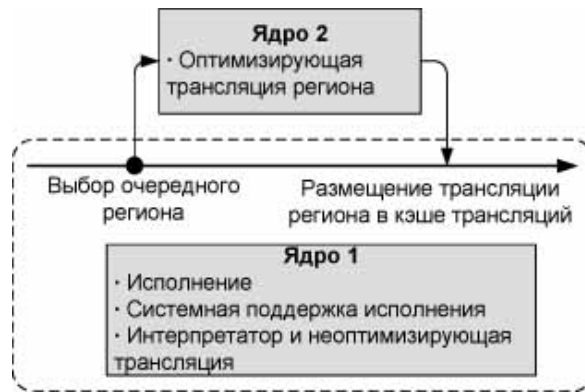 Ядро 2
· Оптимизирующая
трансляция региона
Выбор очередного
региона
Размещение трансляции
региона в кэше трансляций
Ядро 1
· Исполнение
· Системная поддержка исполнения
· Интерпретатор и неоптимизирующая
трансляция